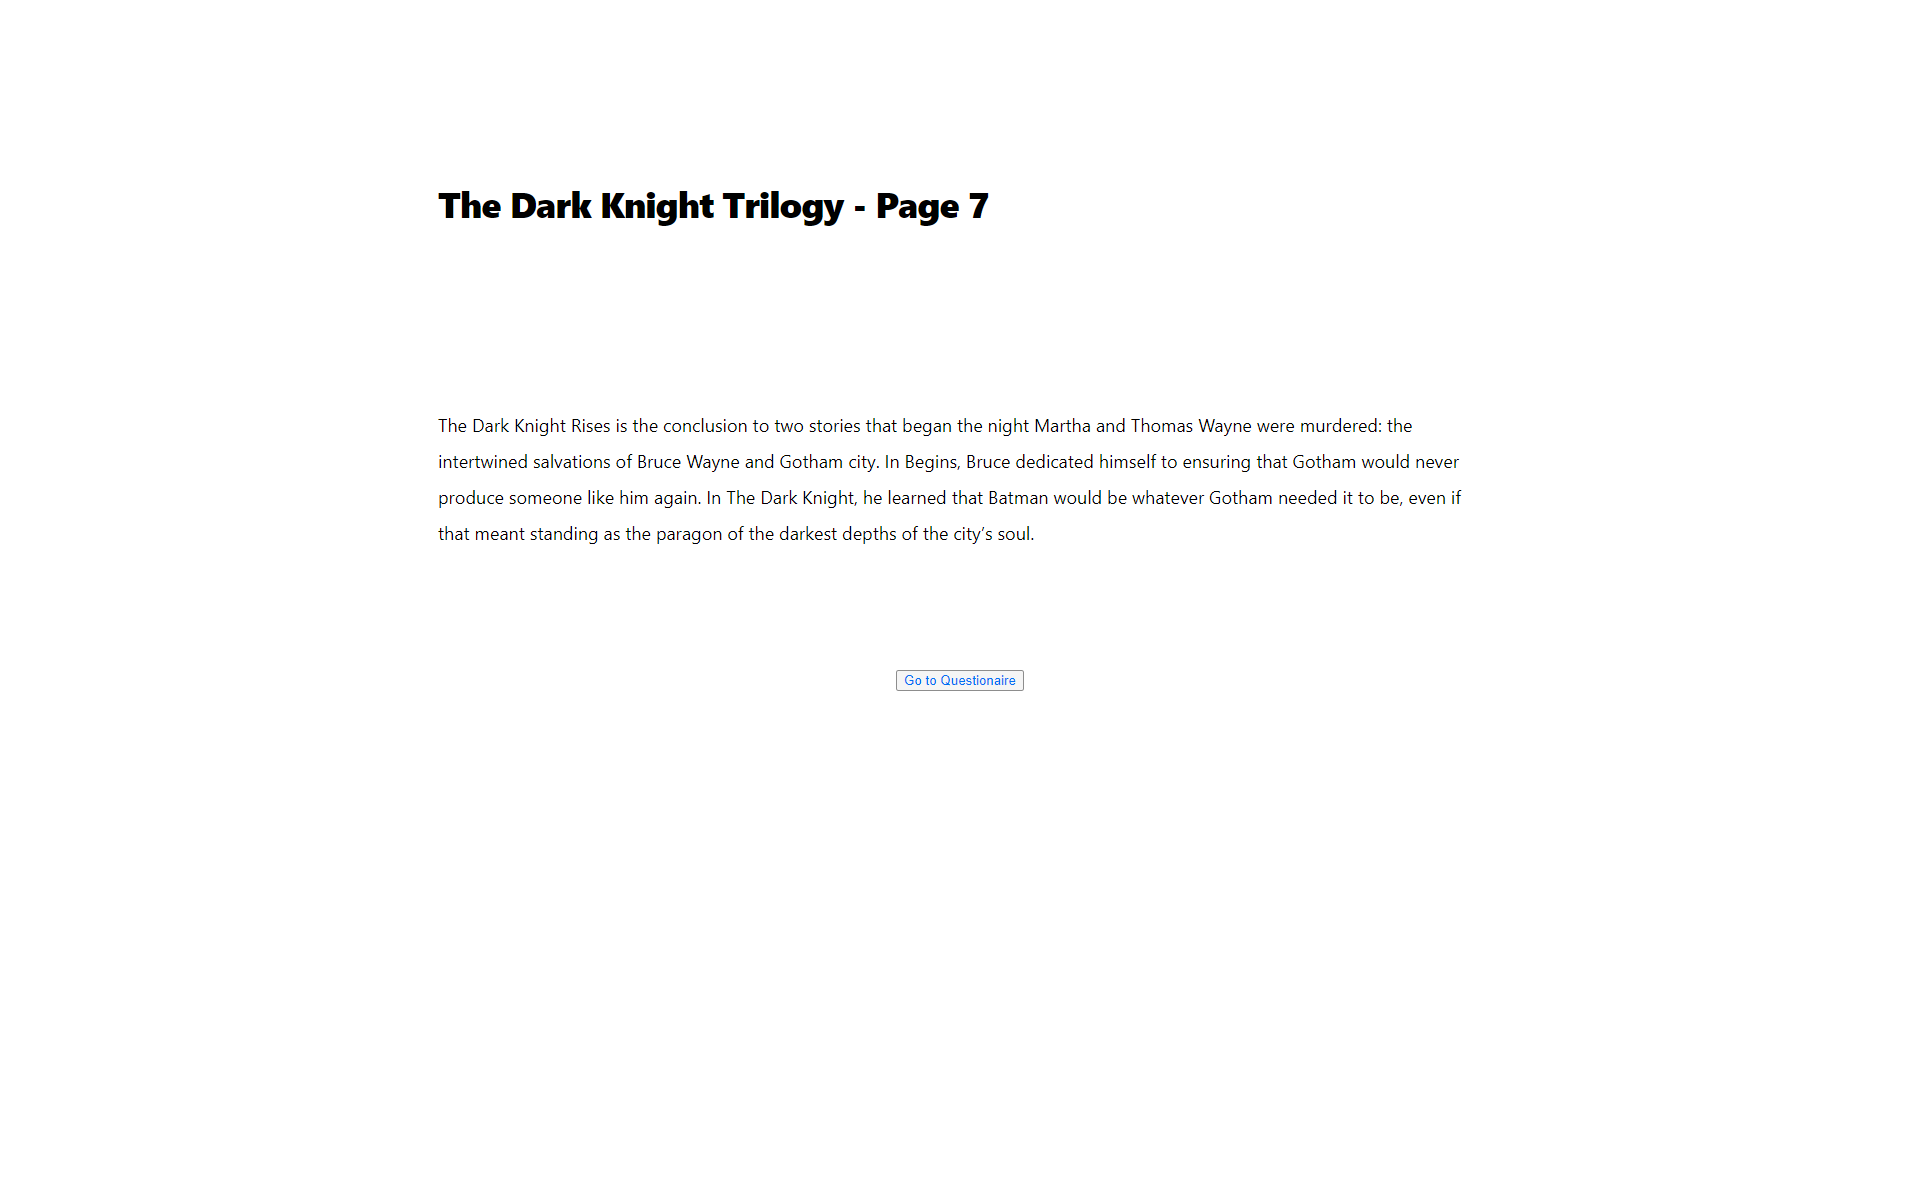 The Dark Knight Trilogy - Page 7
The Dark Knight Rises is the conclusion to two stories that began the night Martha and Thomas Wayne were murdered: the
intertwined salvations of Bruce Wayne and Gotham city. In Begins, Bruce dedicated himself to ensuring that Gotham would never
produce someone like him again. In The Dark Knight, he learned that Batman would be whatever Gotham needed it to be, even if
that meant standing as the paragon of the darkest depths of the city’s soul.
Go to Questionaire